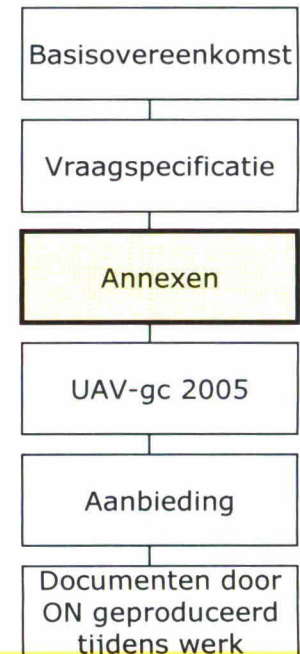 Basisovereenkomst
Vraagspecificatie
Annexen
UAV-gc 2005
Aanbieding
Documenten door
ON geproduceerd
tijdens werk